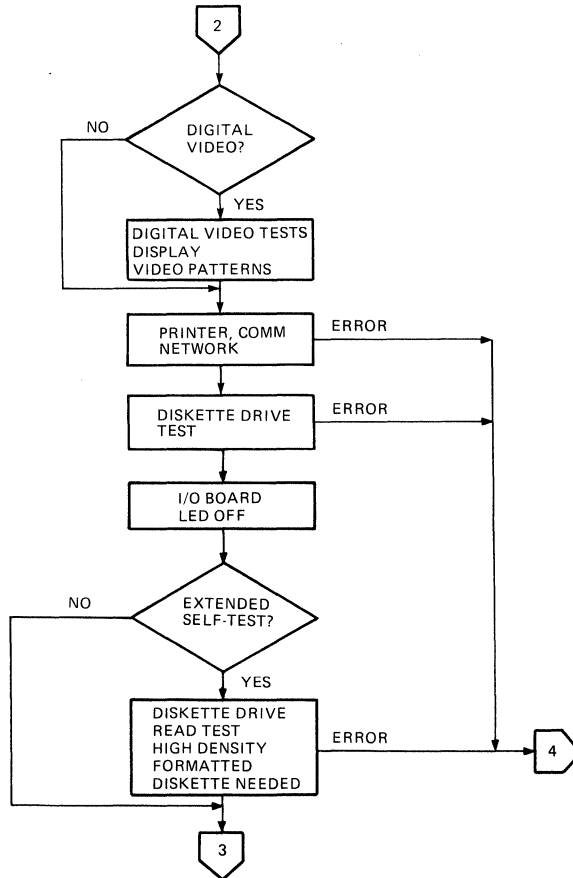 2
DIGITAL
VIDEO?
NO
YES
DIGITAL VIDEO TESTS
DISPLAY
VIDEO PATTERNS
PRINTER, COMM
NETWORK
ERROR
DISKETTE DRIVE
TEST
ERROR
I/O BOARD
LED OFF
NO
EXTENDED
SELF-TEST?
YES
DISKETTE DRIVE
READ TEST
HIGH DENSITY
FORMATTED
DISKETTE NEEDED
ERROR
4
3